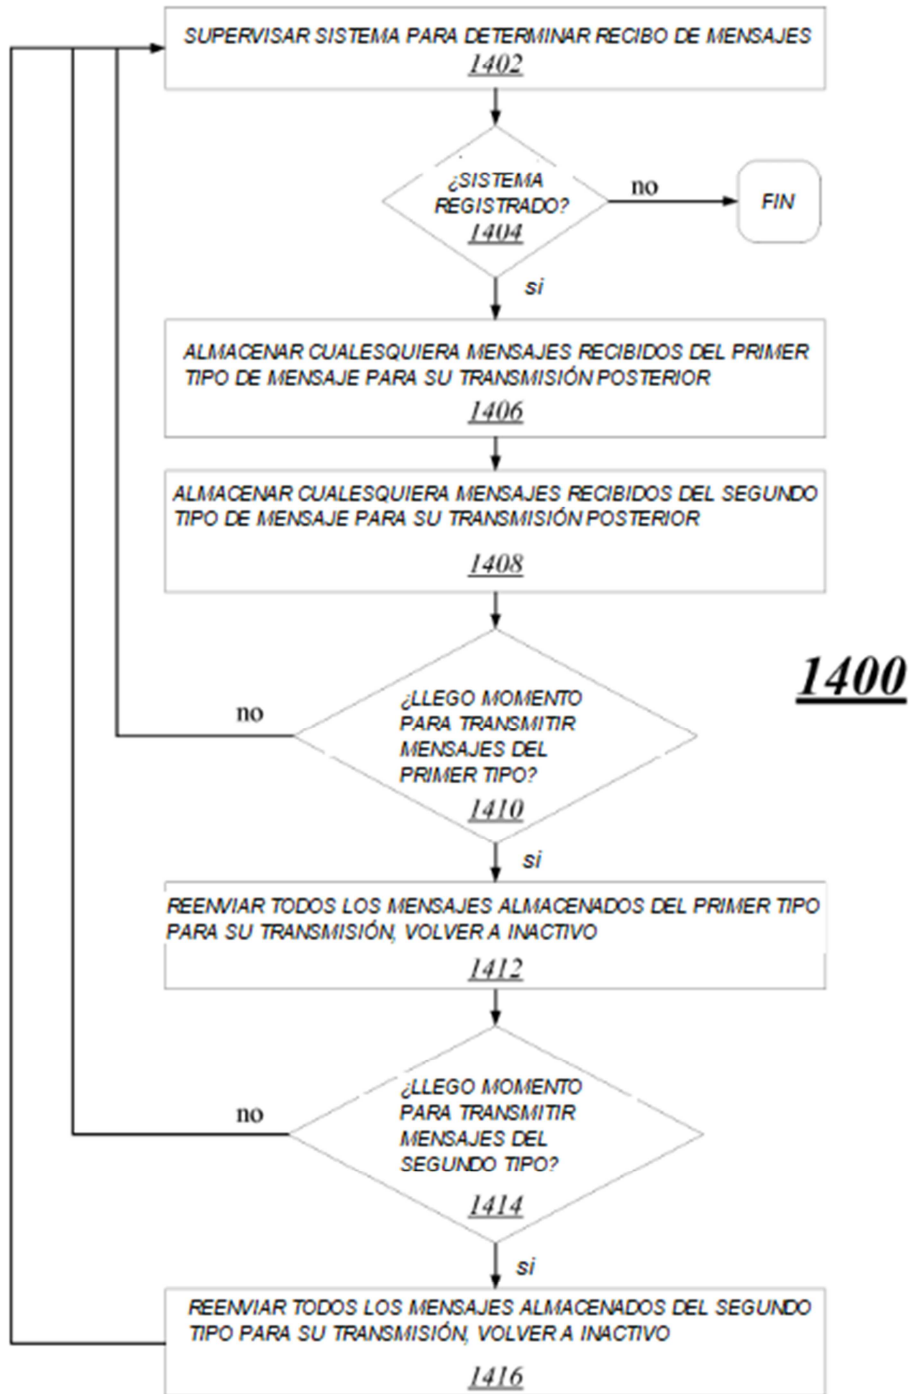 SUPERVISAR SISTEMA PARA DETERMINAR RECIBO DE MENSAJES
1402
¿SISTEMA
REGISTRADO?
1404
no
FIN
si
ALMACENAR CUALESQUIERA MENSAJES RECIBIDOS DEL PRIMER
TIPO DE MENSAJE PARA SU TRANSMISIÓN POSTERIOR
1406
ALMACENAR CUALESQUIERA MENSAJES RECIBIDOS DEL SEGUNDO
TIPO DE MENSAJE PARA SU TRANSMISIÓN POSTERIOR
1408
1400
no
¿LLEGO MOMENTO
PARA TRANSMITIR
MENSAJES DEL
PRIMER TIPO?
1410
si
REENVIAR TODOS LOS MENSAJES ALMACENADOS DEL PRIMER TIPO
PARA SU TRANSMISIÓN, VOLVER A INACTIVO
1412
no
¿LLEGO MOMENTO
PARA TRANSMITIR
MENSAJES DEL
SEGUNDO TIPO?
1414
si
REENVIAR TODOS LOS MENSAJES ALMACENADOS DEL SEGUNDO
TIPO PARA SU TRANSMISIÓN, VOLVER A INACTIVO
1416